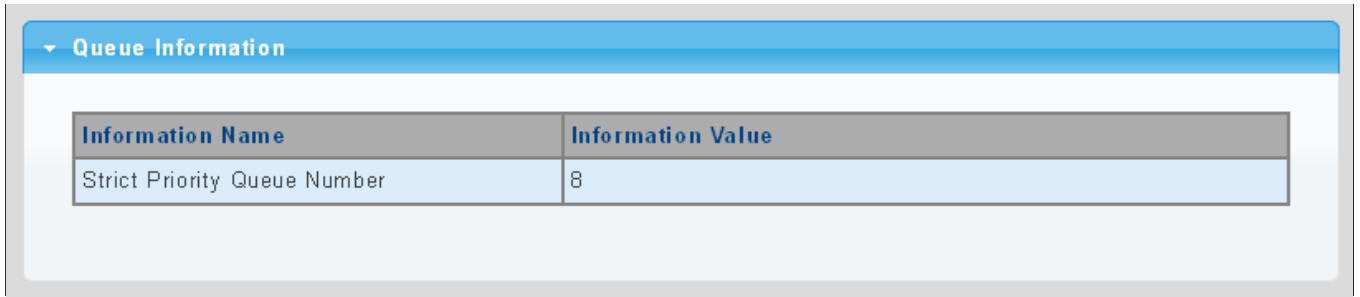 Queue Information
Information Name Information Value
Strict Priority Queue Number 8